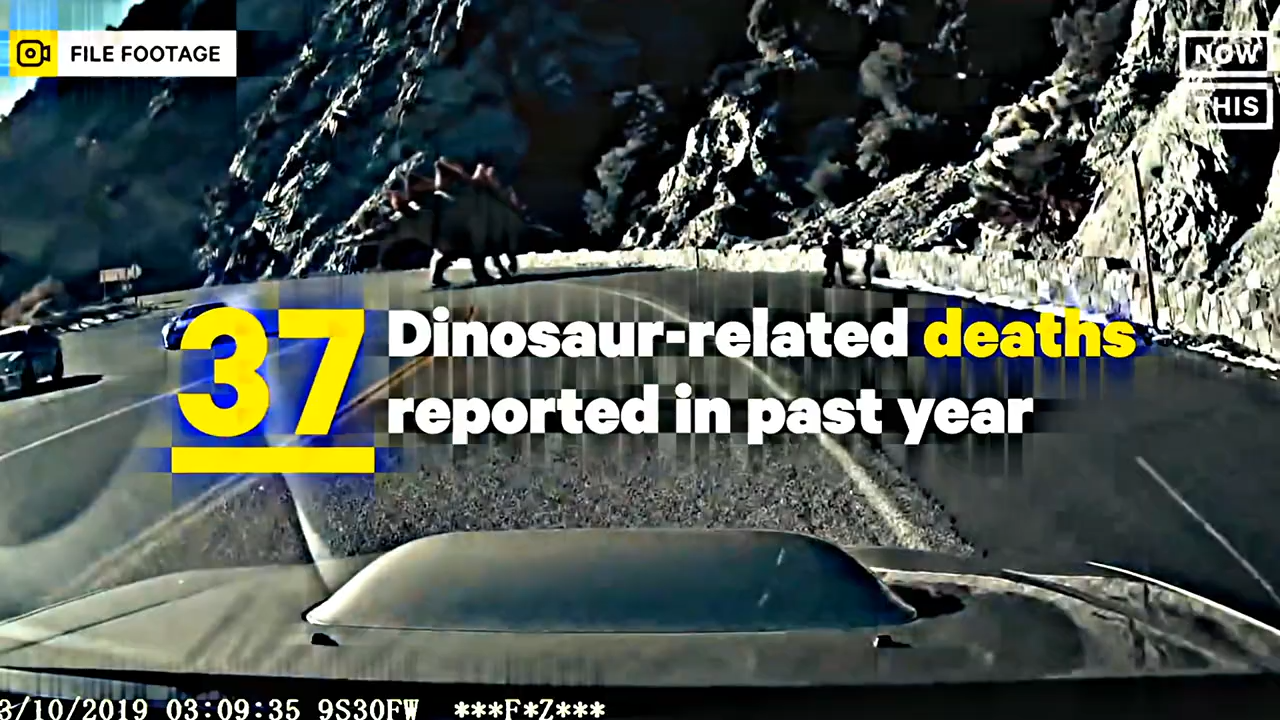 FILE FOOTAGE
NOW
THIS
37
Dinosaur-related deaths
reported in past year
3/10/2019 03:09:35 9S30FW ***F*Z***